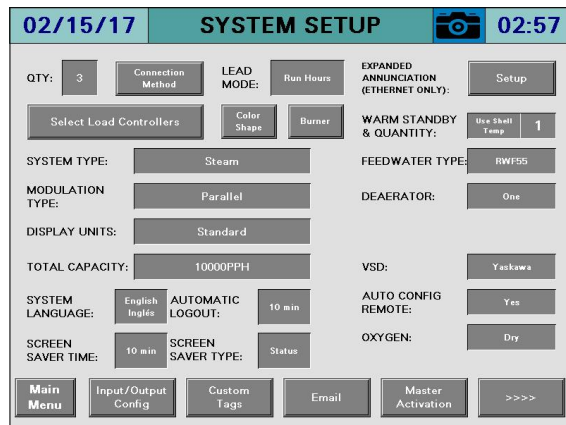 02/15/17 SYSTEM SETUP 02:57
QTY: 3 Connection Method LEAD MODE: Run Hours EXPANDED ANNUNCIATION (ETHERNET ONLY): Setup
Select Load Controllers Color Shape Burner WARM STANDBY & QUANTITY: Use Shell Temp 1
SYSTEM TYPE: Steam FEEDWATER TYPE: RWF55
MODULATION TYPE: Parallel DEAERATOR: One
DISPLAY UNITS: Standard
TOTAL CAPACITY: 10000PPH VSD: Yaskawa
SYSTEM LANGUAGE: English Inglés AUTOMATIC LOGOUT: 10 min AUTO CONFIG REMOTE: Yes
SCREEN SAVER TIME: 10 min SCREEN SAVER TYPE: Status OXYGEN: Dry
Main Menu Input/Output Config Custom Tags Email Master Activation >>>>